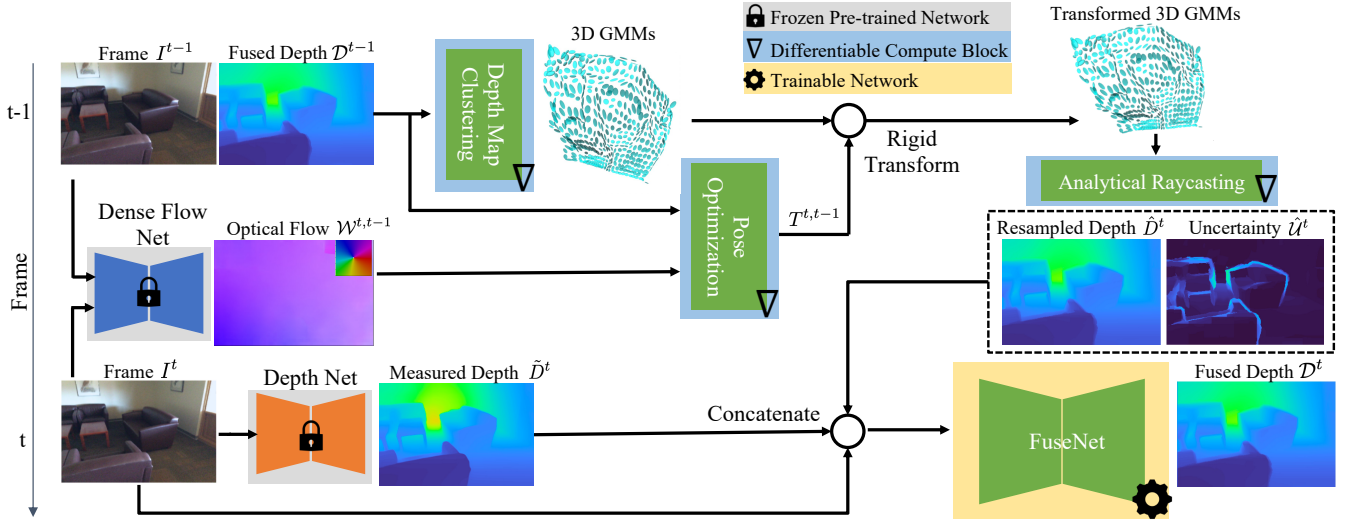 Frozen Pre-trained Network
Differentiable Compute Block
Trainable Network
Frame I^{t-1}
Fused Depth 𝒟^{t-1}
3D GMMs
Transformed 3D GMMs
t-1
Depth Map
Clustering
Rigid
Transform
Analytical Raycasting
Pose
Optimization
T^{t,t-1}
Dense Flow
Net
Optical Flow 𝒲^{t,t-1}
Resampled Depth D̂^t
Uncertainty 𝒰̂^t
Frame
Frame I^t
Depth Net
Measured Depth D̃^t
Concatenate
Fused Depth 𝒟^t
t
FuseNet